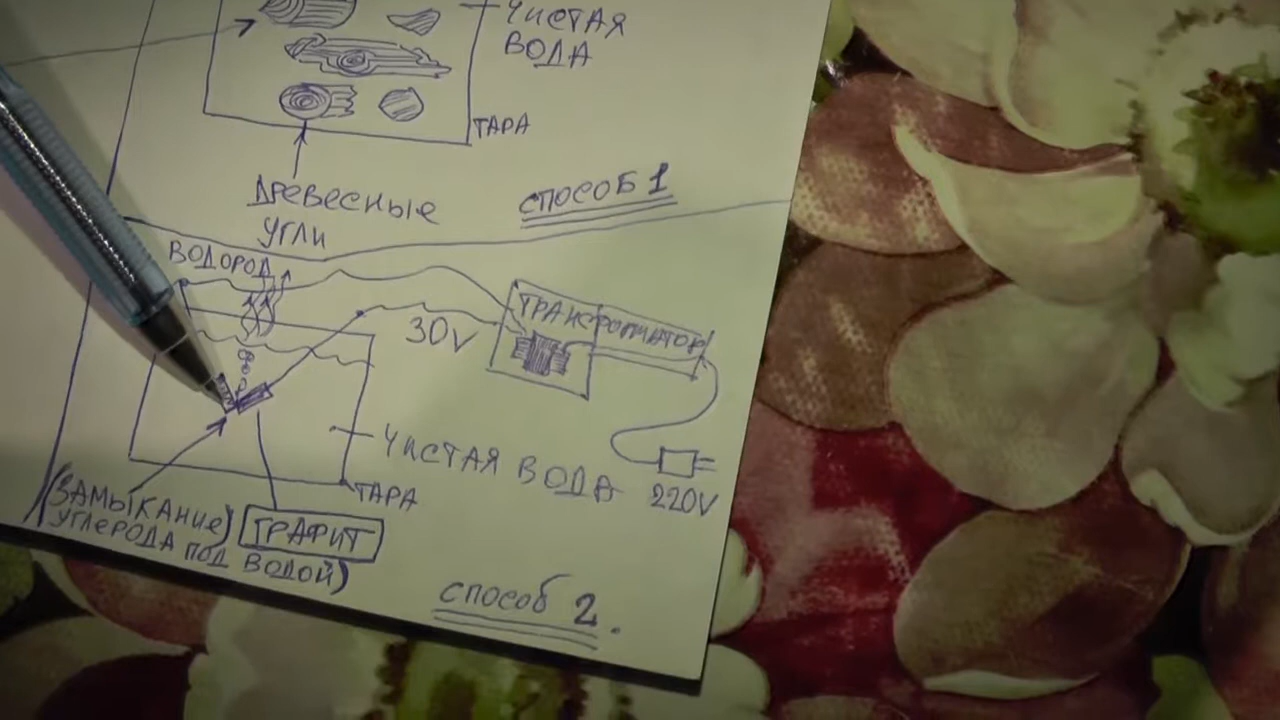 ЧИСТАЯ
ВОДА
ТАРА
ДРЕВЕСНЫЕ
УГЛИ
СПОСОБ 1
ВОДОРОД
ТРАНСФОРМАТОР
30V
ЧИСТАЯ ВОДА
220V
ТАРА
(ЗАМЫКАНИЕ)
УГЛЕРОДА ПОД ВОДОЙ)
ГРАФИТ
СПОСОБ 2.